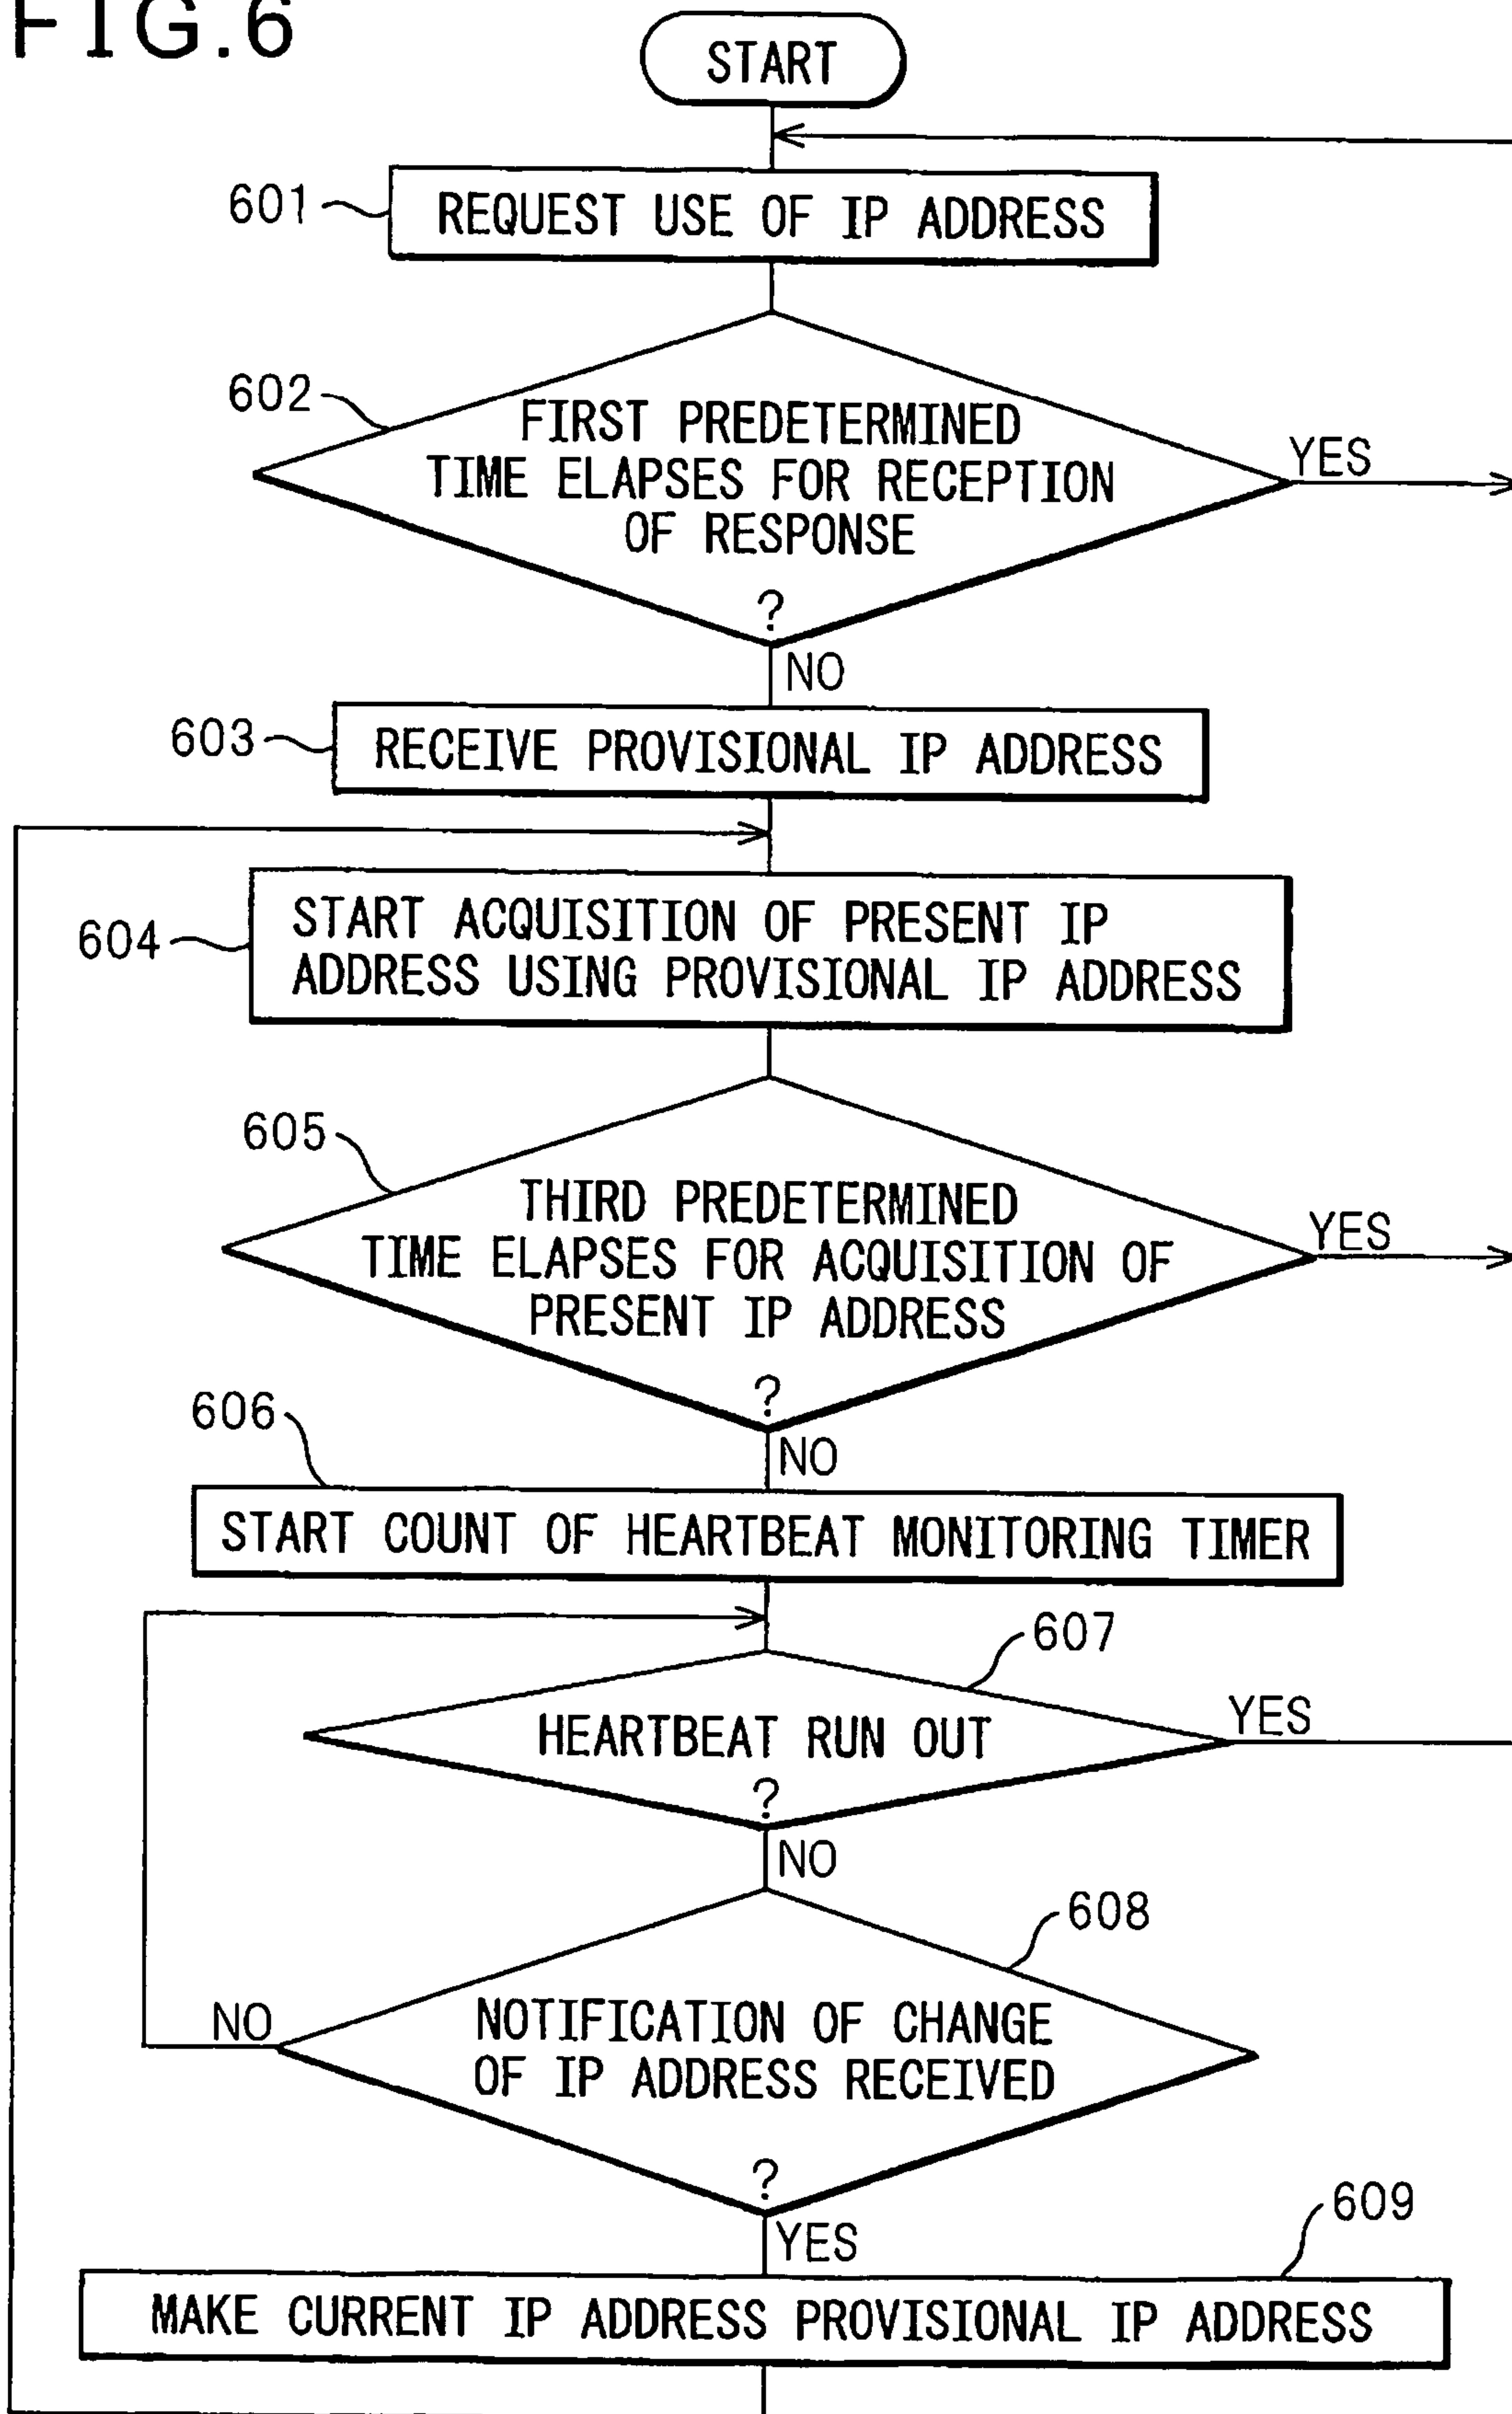 FIG.6
START
601
REQUEST USE OF IP ADDRESS
602
FIRST PREDETERMINED
TIME ELAPSES FOR RECEPTION
OF RESPONSE
?
YES
NO
603
RECEIVE PROVISIONAL IP ADDRESS
604
START ACQUISITION OF PRESENT IP
ADDRESS USING PROVISIONAL IP ADDRESS
605
THIRD PREDETERMINED
TIME ELAPSES FOR ACQUISITION OF
PRESENT IP ADDRESS
?
YES
NO
606
START COUNT OF HEARTBEAT MONITORING TIMER
607
HEARTBEAT RUN OUT
?
YES
NO
608
NOTIFICATION OF CHANGE
OF IP ADDRESS RECEIVED
?
NO
YES
609
MAKE CURRENT IP ADDRESS PROVISIONAL IP ADDRESS